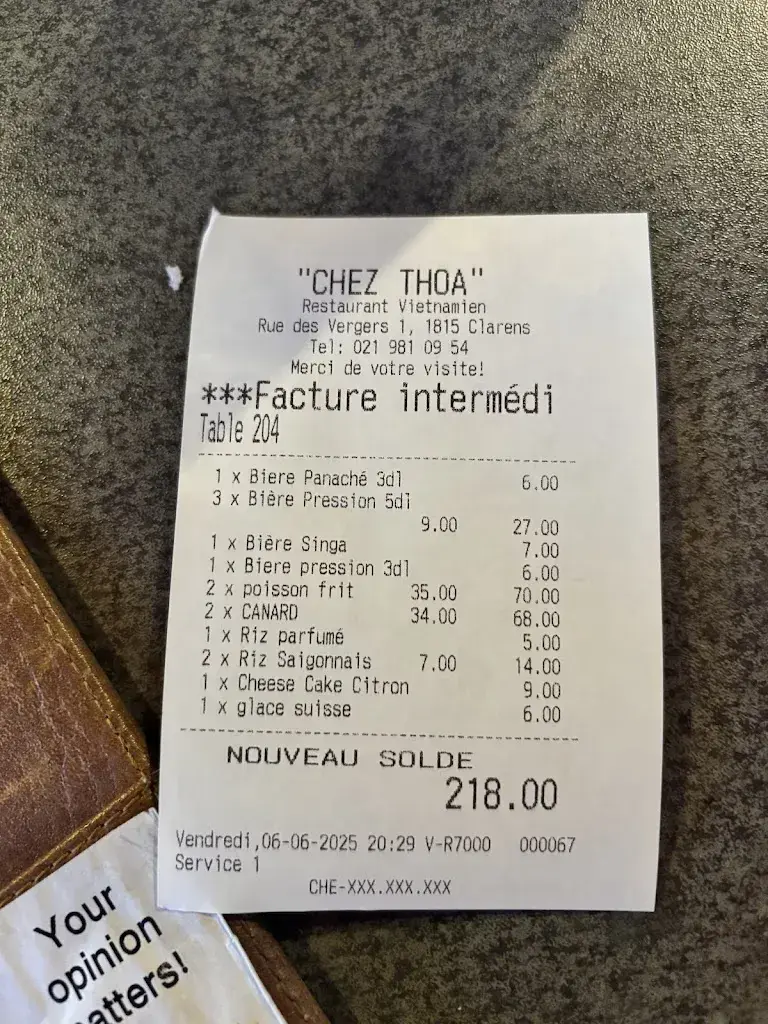 "CHEZ THOA"
Restaurant Vietnamien
Rue des Vergers 1, 1815 Clarens
Tel: 021 981 09 54
Merci de votre visite!
***Facture intermédi
Table 204
1 x Biere Panaché 3dl 6.00
3 x Bière Pression 5dl
9.00 27.00
1 x Bière Singa 7.00
1 x Biere pression 3dl 6.00
2 x poisson frit 35.00 70.00
2 x CANARD 34.00 68.00
1 x Riz parfumé 5.00
2 x Riz Saigonnais 7.00 14.00
1 x Cheese Cake Citron 9.00
1 x glace suisse 6.00
NOUVEAU SOLDE
218.00
Vendredi,06-06-2025 20:29 V-R7000 000067
Service 1
CHE-XXX.XXX.XXX
Your
opinion
atters!